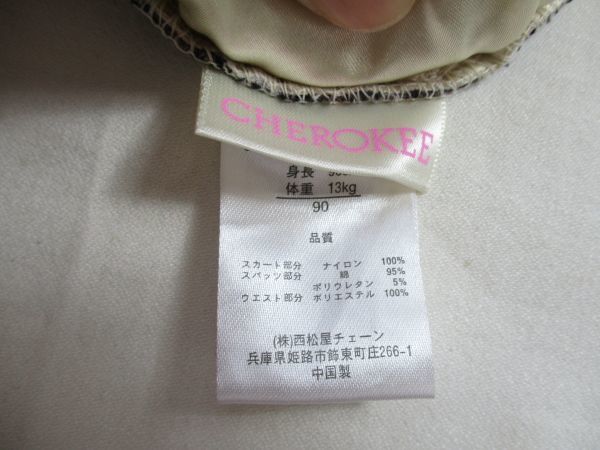 CHEROKEE
身長
体重 13kg
90
品質
スカート部分 ナイロン 100%
スパッツ部分 綿 95%
ポリウレタン 5%
ウエスト部分 ポリエステル 100%
(株)西松屋チェーン
兵庫県姫路市飾東町庄266-1
中国製